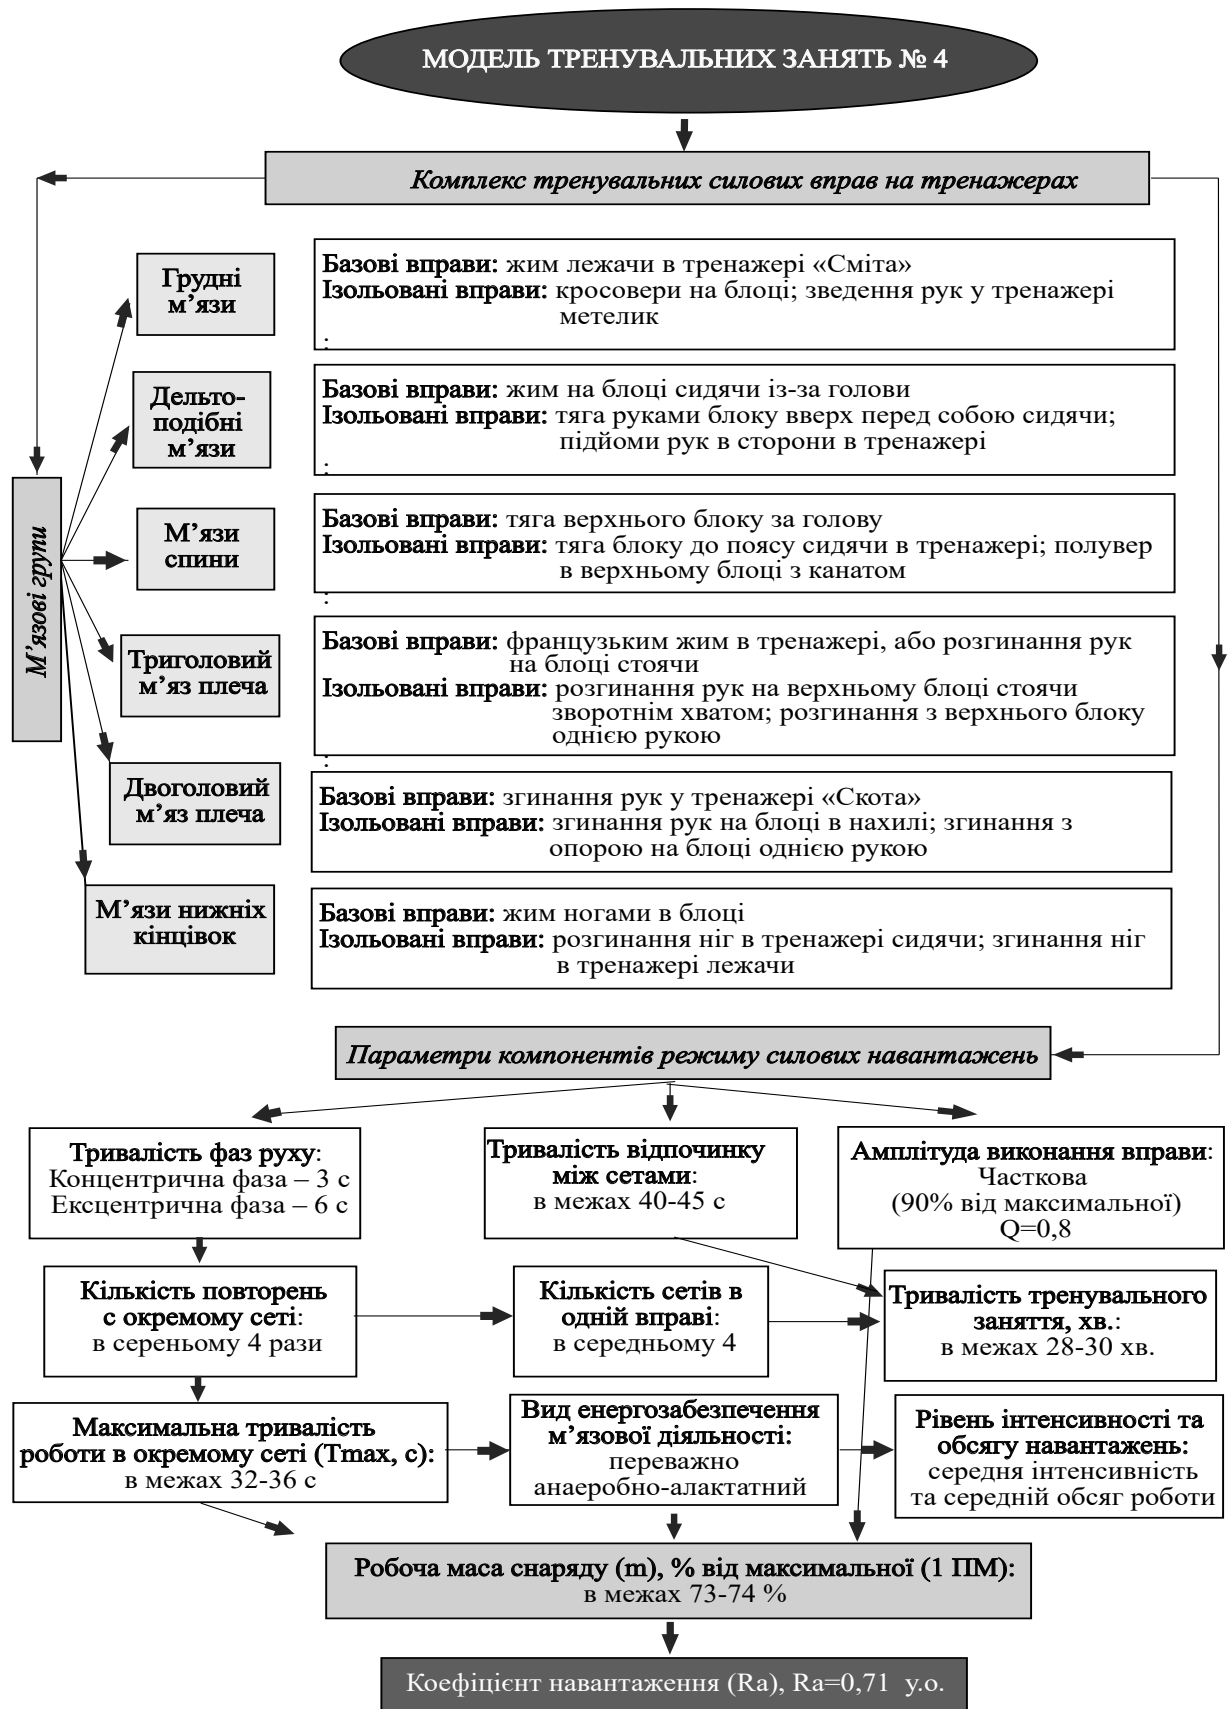 МОДЕЛЬ ТРЕНУВАЛЬНИХ ЗАНЯТЬ № 4
Комплекс тренувальних силових вправ на тренажерах
М’язові групи
Грудні
м’язи
Базові вправи: жим лежачи в тренажері «Сміта»
Ізольовані вправи: кросовери на блоці; зведення рук у тренажері
метелик
:
Дельто-
подібні
м’язи
Базові вправи: жим на блоці сидячи із-за голови
Ізольовані вправи: тяга руками блоку вверх перед собою сидячи;
підйоми рук в сторони в тренажері
:
М’язи
спини
Базові вправи: тяга верхнього блоку за голову
Ізольовані вправи: тяга блоку до поясу сидячи в тренажері; полувер
в верхньому блоці з канатом
:
Триголовий
м’яз плеча
Базові вправи: французьким жим в тренажері, або розгинання рук
на блоці стоячи
Ізольовані вправи: розгинання рук на верхньому блоці стоячи
зворотнім хватом; розгинання з верхнього блоку
однією рукою
:
Двоголовий
м’яз плеча
Базові вправи: згинання рук у тренажері «Скота»
Ізольовані вправи: згинання рук на блоці в нахилі; згинання з
опорою на блоці однією рукою
М’язи нижніх
кінцівок
Базові вправи: жим ногами в блоці
Ізольовані вправи: розгинання ніг в тренажері сидячи; згинання ніг
в тренажері лежачи
Параметри компонентів режиму силових навантажень
Тривалість фаз руху:
Концентрична фаза – 3 с
Ексцентрична фаза – 6 с
Тривалість відпочинку
між сетами:
в межах 40-45 с
Амплітуда виконання вправи:
Часткова
(90% від максимальної)
Q=0,8
Кількість повторень
с окремому сеті:
в сереньому 4 рази
Кількість сетів в
одній вправі:
в середньому 4
Тривалість тренувального
заняття, хв.:
в межах 28-30 хв.
Максимальна тривалість
роботи в окремому сеті (Tmax, с):
в межах 32-36 с
Вид енергозабезпечення
м’язової діяльності:
переважно
анаеробно-алактатний
Рівень інтенсивності та
обсягу навантажень:
середня інтенсивність
та середній обсяг роботи
Робоча маса снаряду (m), % від максимальної (1 ПМ):
в межах 73-74 %
Коефіцієнт навантаження (Ra), Ra=0,71 у.о.